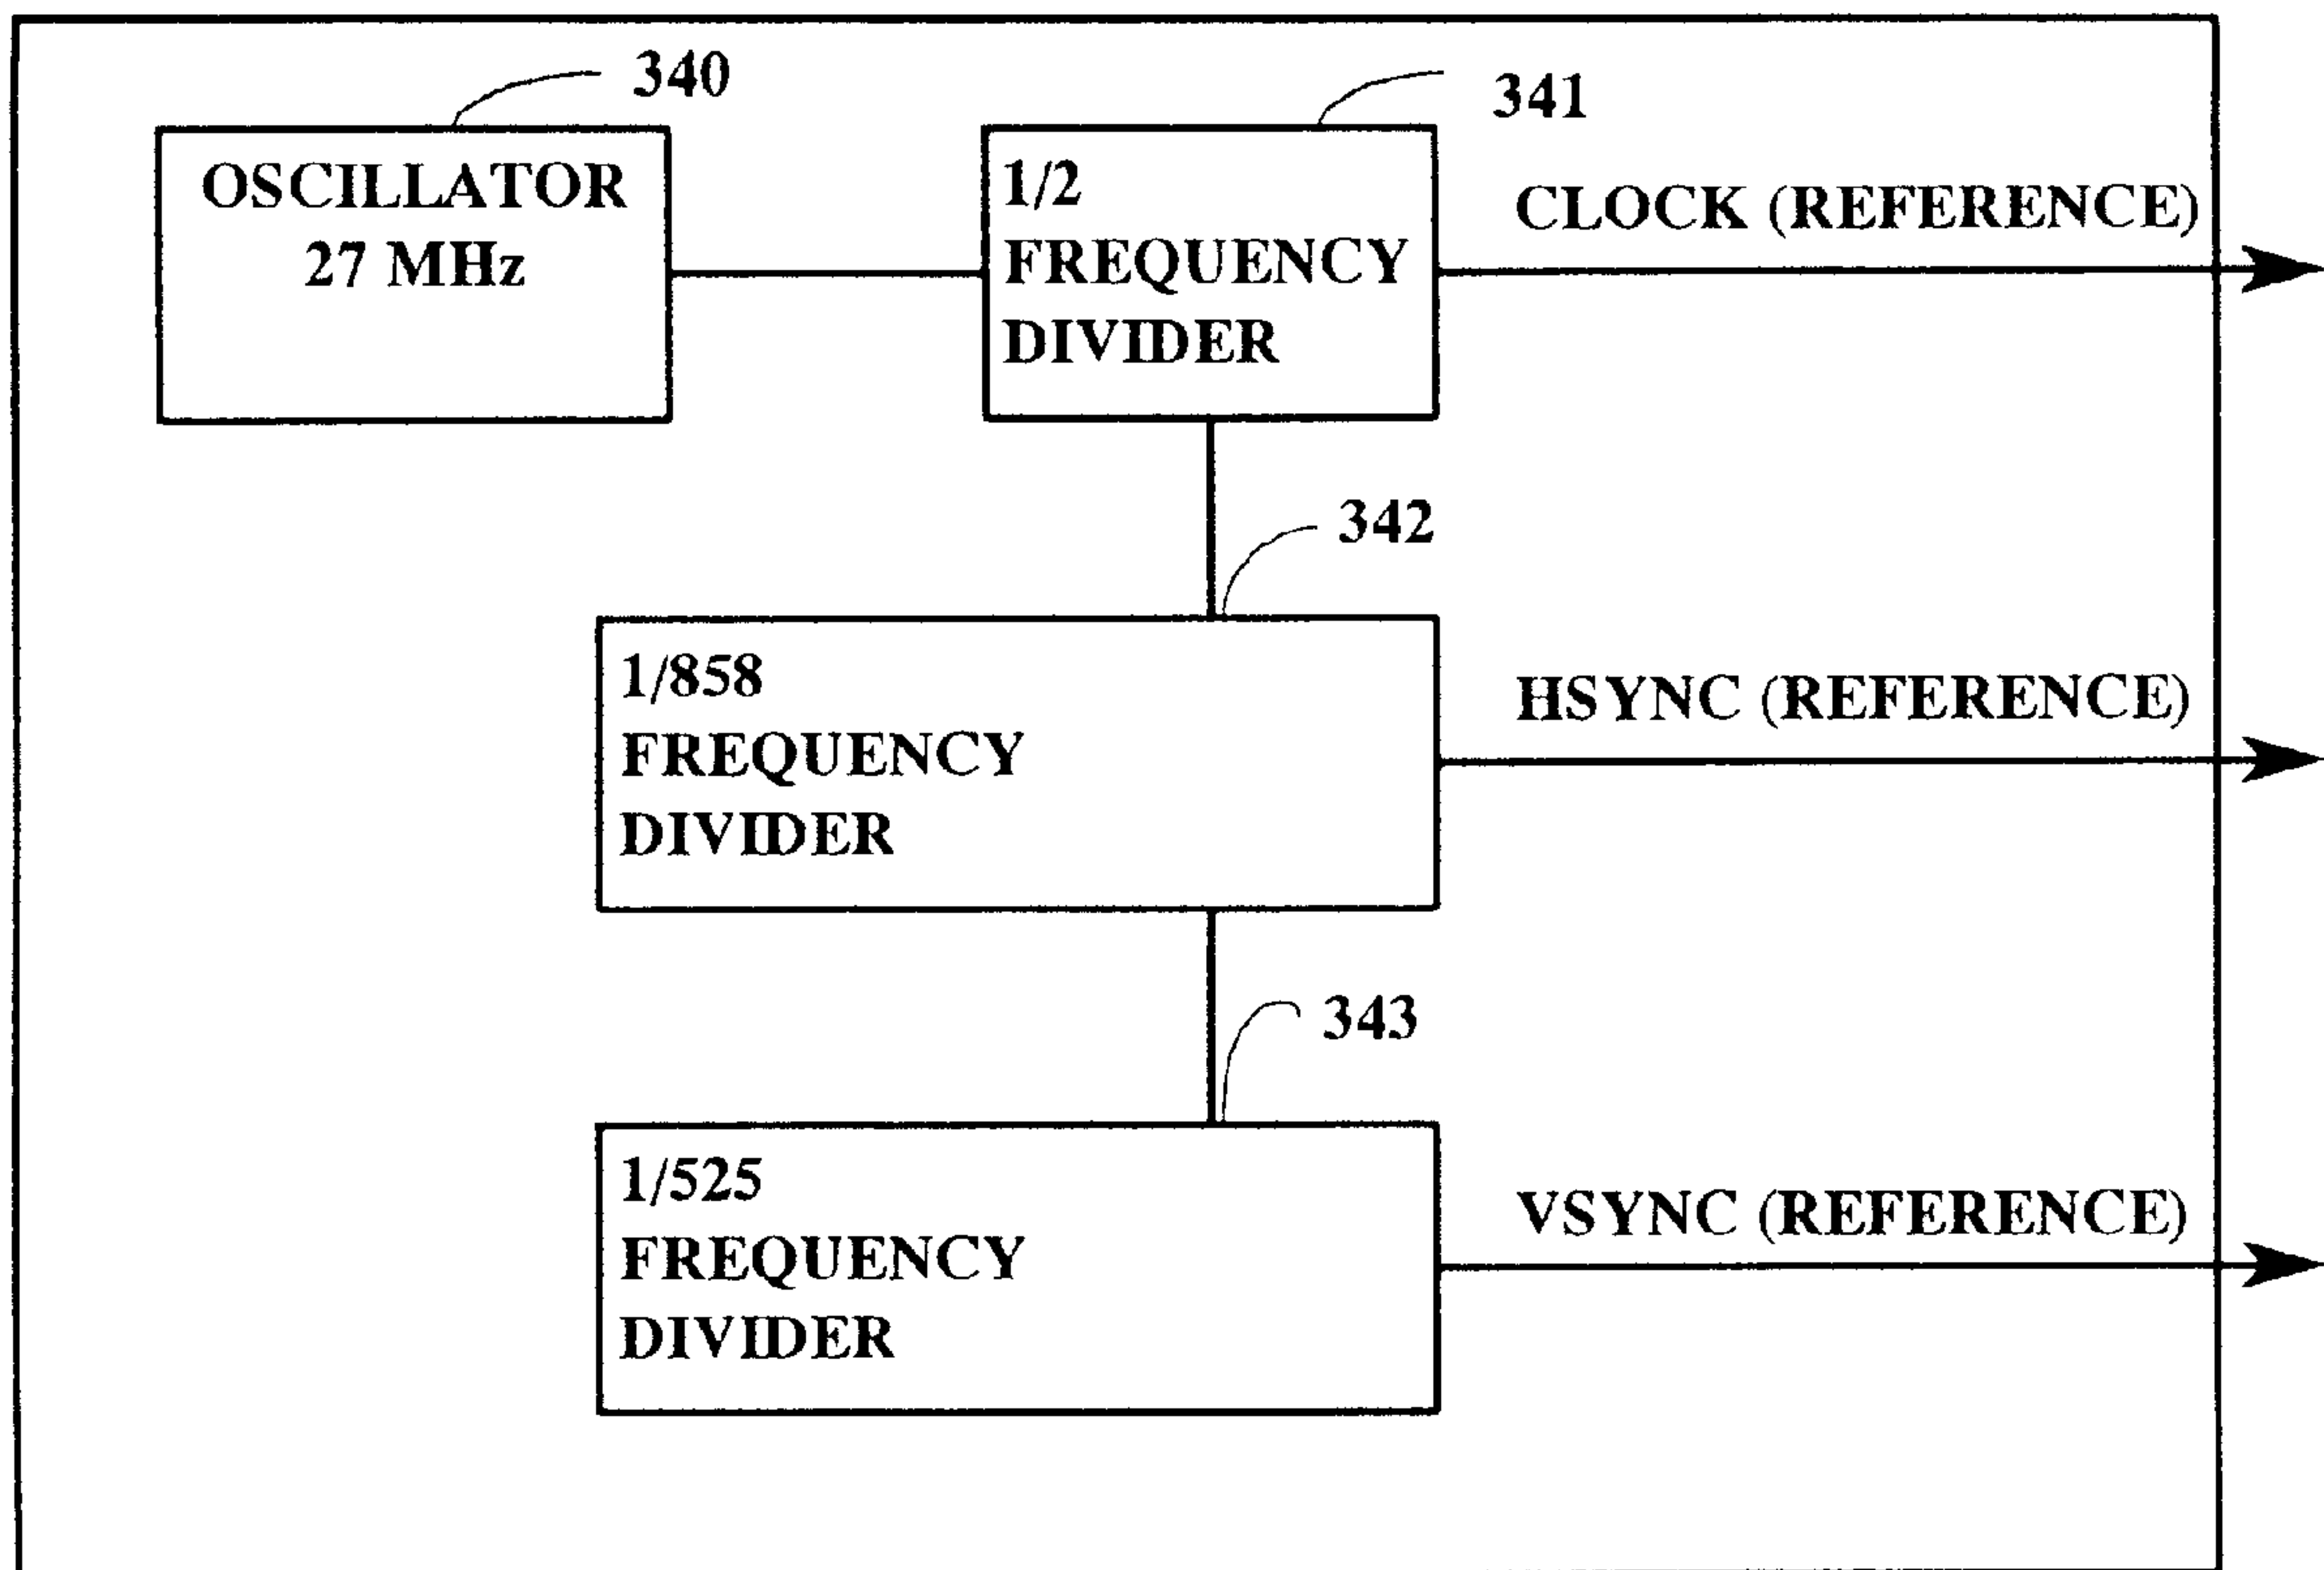 340
341
OSCILLATOR
27 MHz
1/2
FREQUENCY
DIVIDER
CLOCK (REFERENCE)
342
1/858
FREQUENCY
DIVIDER
HSYNC (REFERENCE)
343
1/525
FREQUENCY
DIVIDER
VSYNC (REFERENCE)